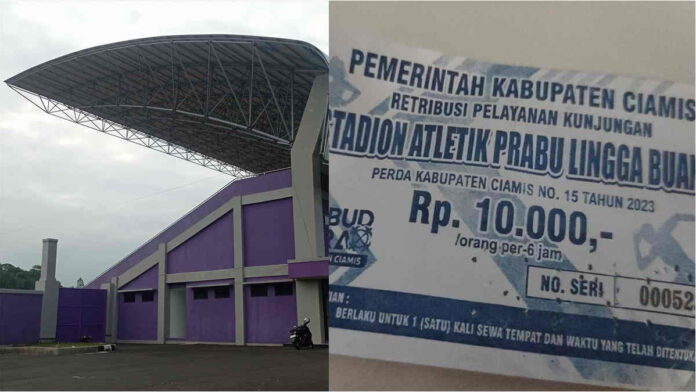 PEMERINTAH KABUPATEN CIAMIS
RETRIBUSI PELAYANAN KUNJUNGAN
STADION ATLETIK PRABU LINGGA BUA
PERDA KABUPATEN CIAMIS NO. 15 TAHUN 2023
Rp. 10.000,-
/orang per-6 jam
BUD
RA
CIAMIS
NO. SERI 00052
:
BERLAKU UNTUK 1 (SATU) KALI SEWA TEMPAT DAN WAKTU YANG TELAH DITENTUK